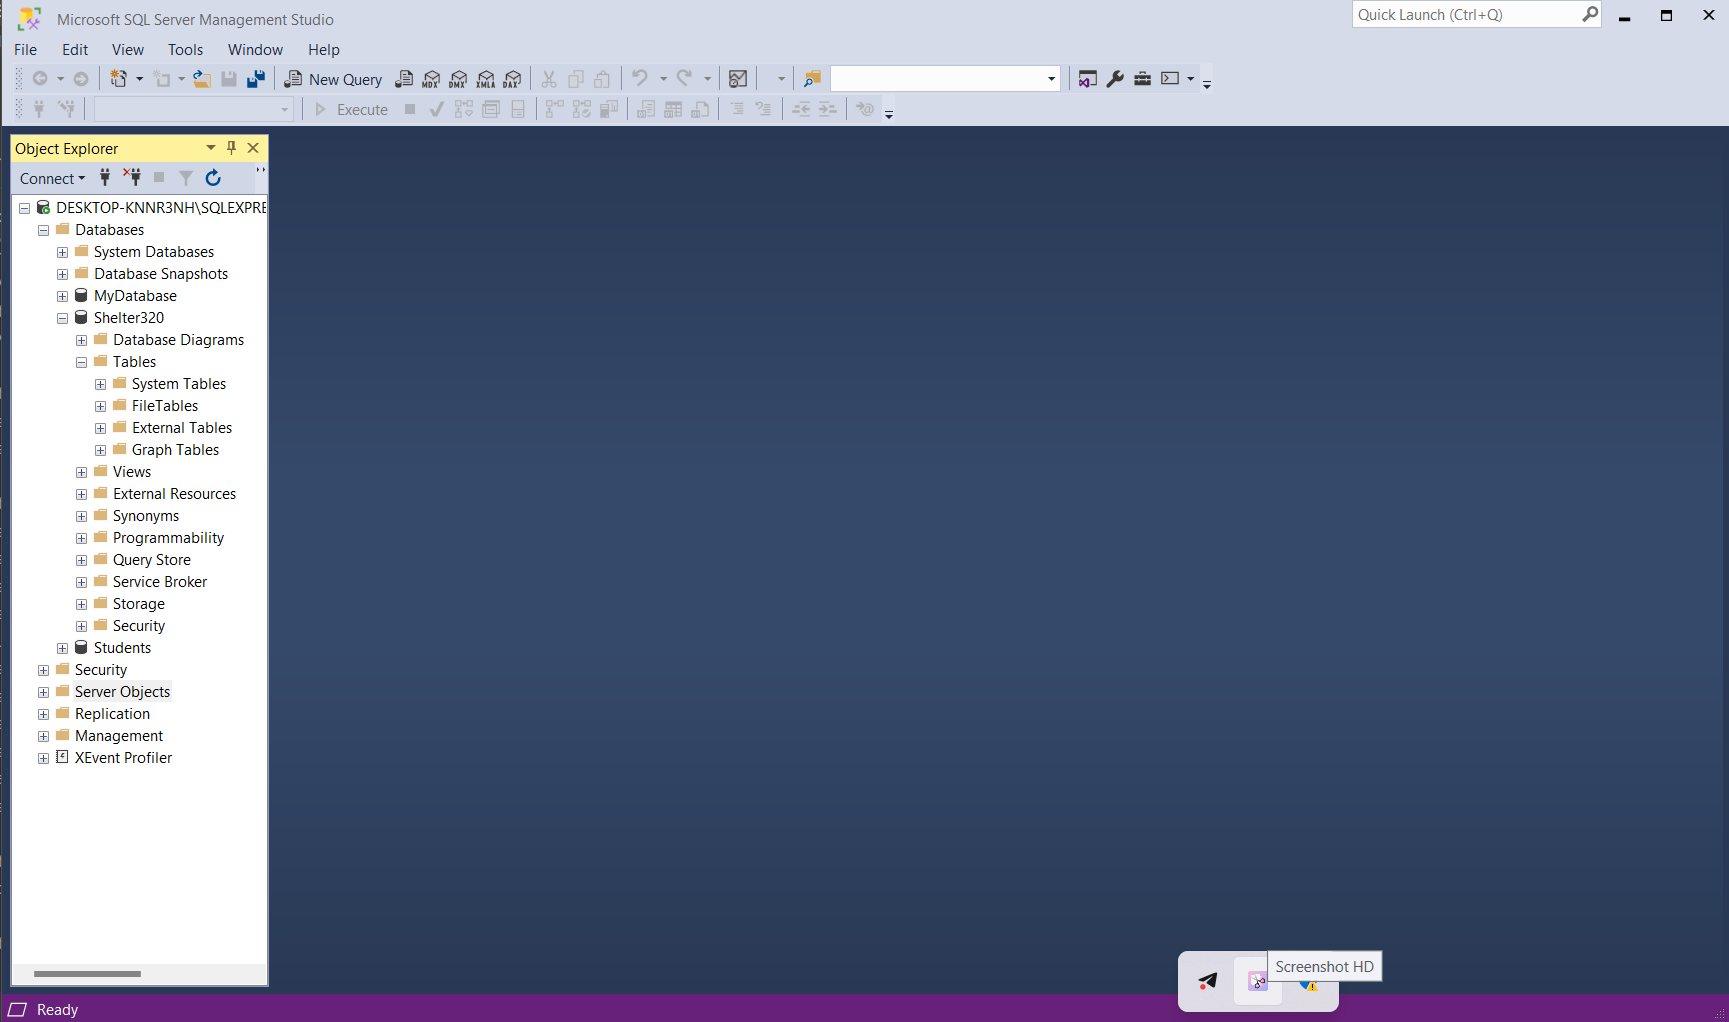 Microsoft SQL Server Management Studio
Quick Launch (Ctrl+Q)
File Edit View Tools Window Help
New Query MDX DMX XMLA DAX
Execute
Object Explorer
Connect
DESKTOP-KNNR3NH\SQLEXPRE
Databases
System Databases
Database Snapshots
MyDatabase
Shelter320
Database Diagrams
Tables
System Tables
FileTables
External Tables
Graph Tables
Views
External Resources
Synonyms
Programmability
Query Store
Service Broker
Storage
Security
Students
Security
Server Objects
Replication
Management
XEvent Profiler
Screenshot HD
Ready